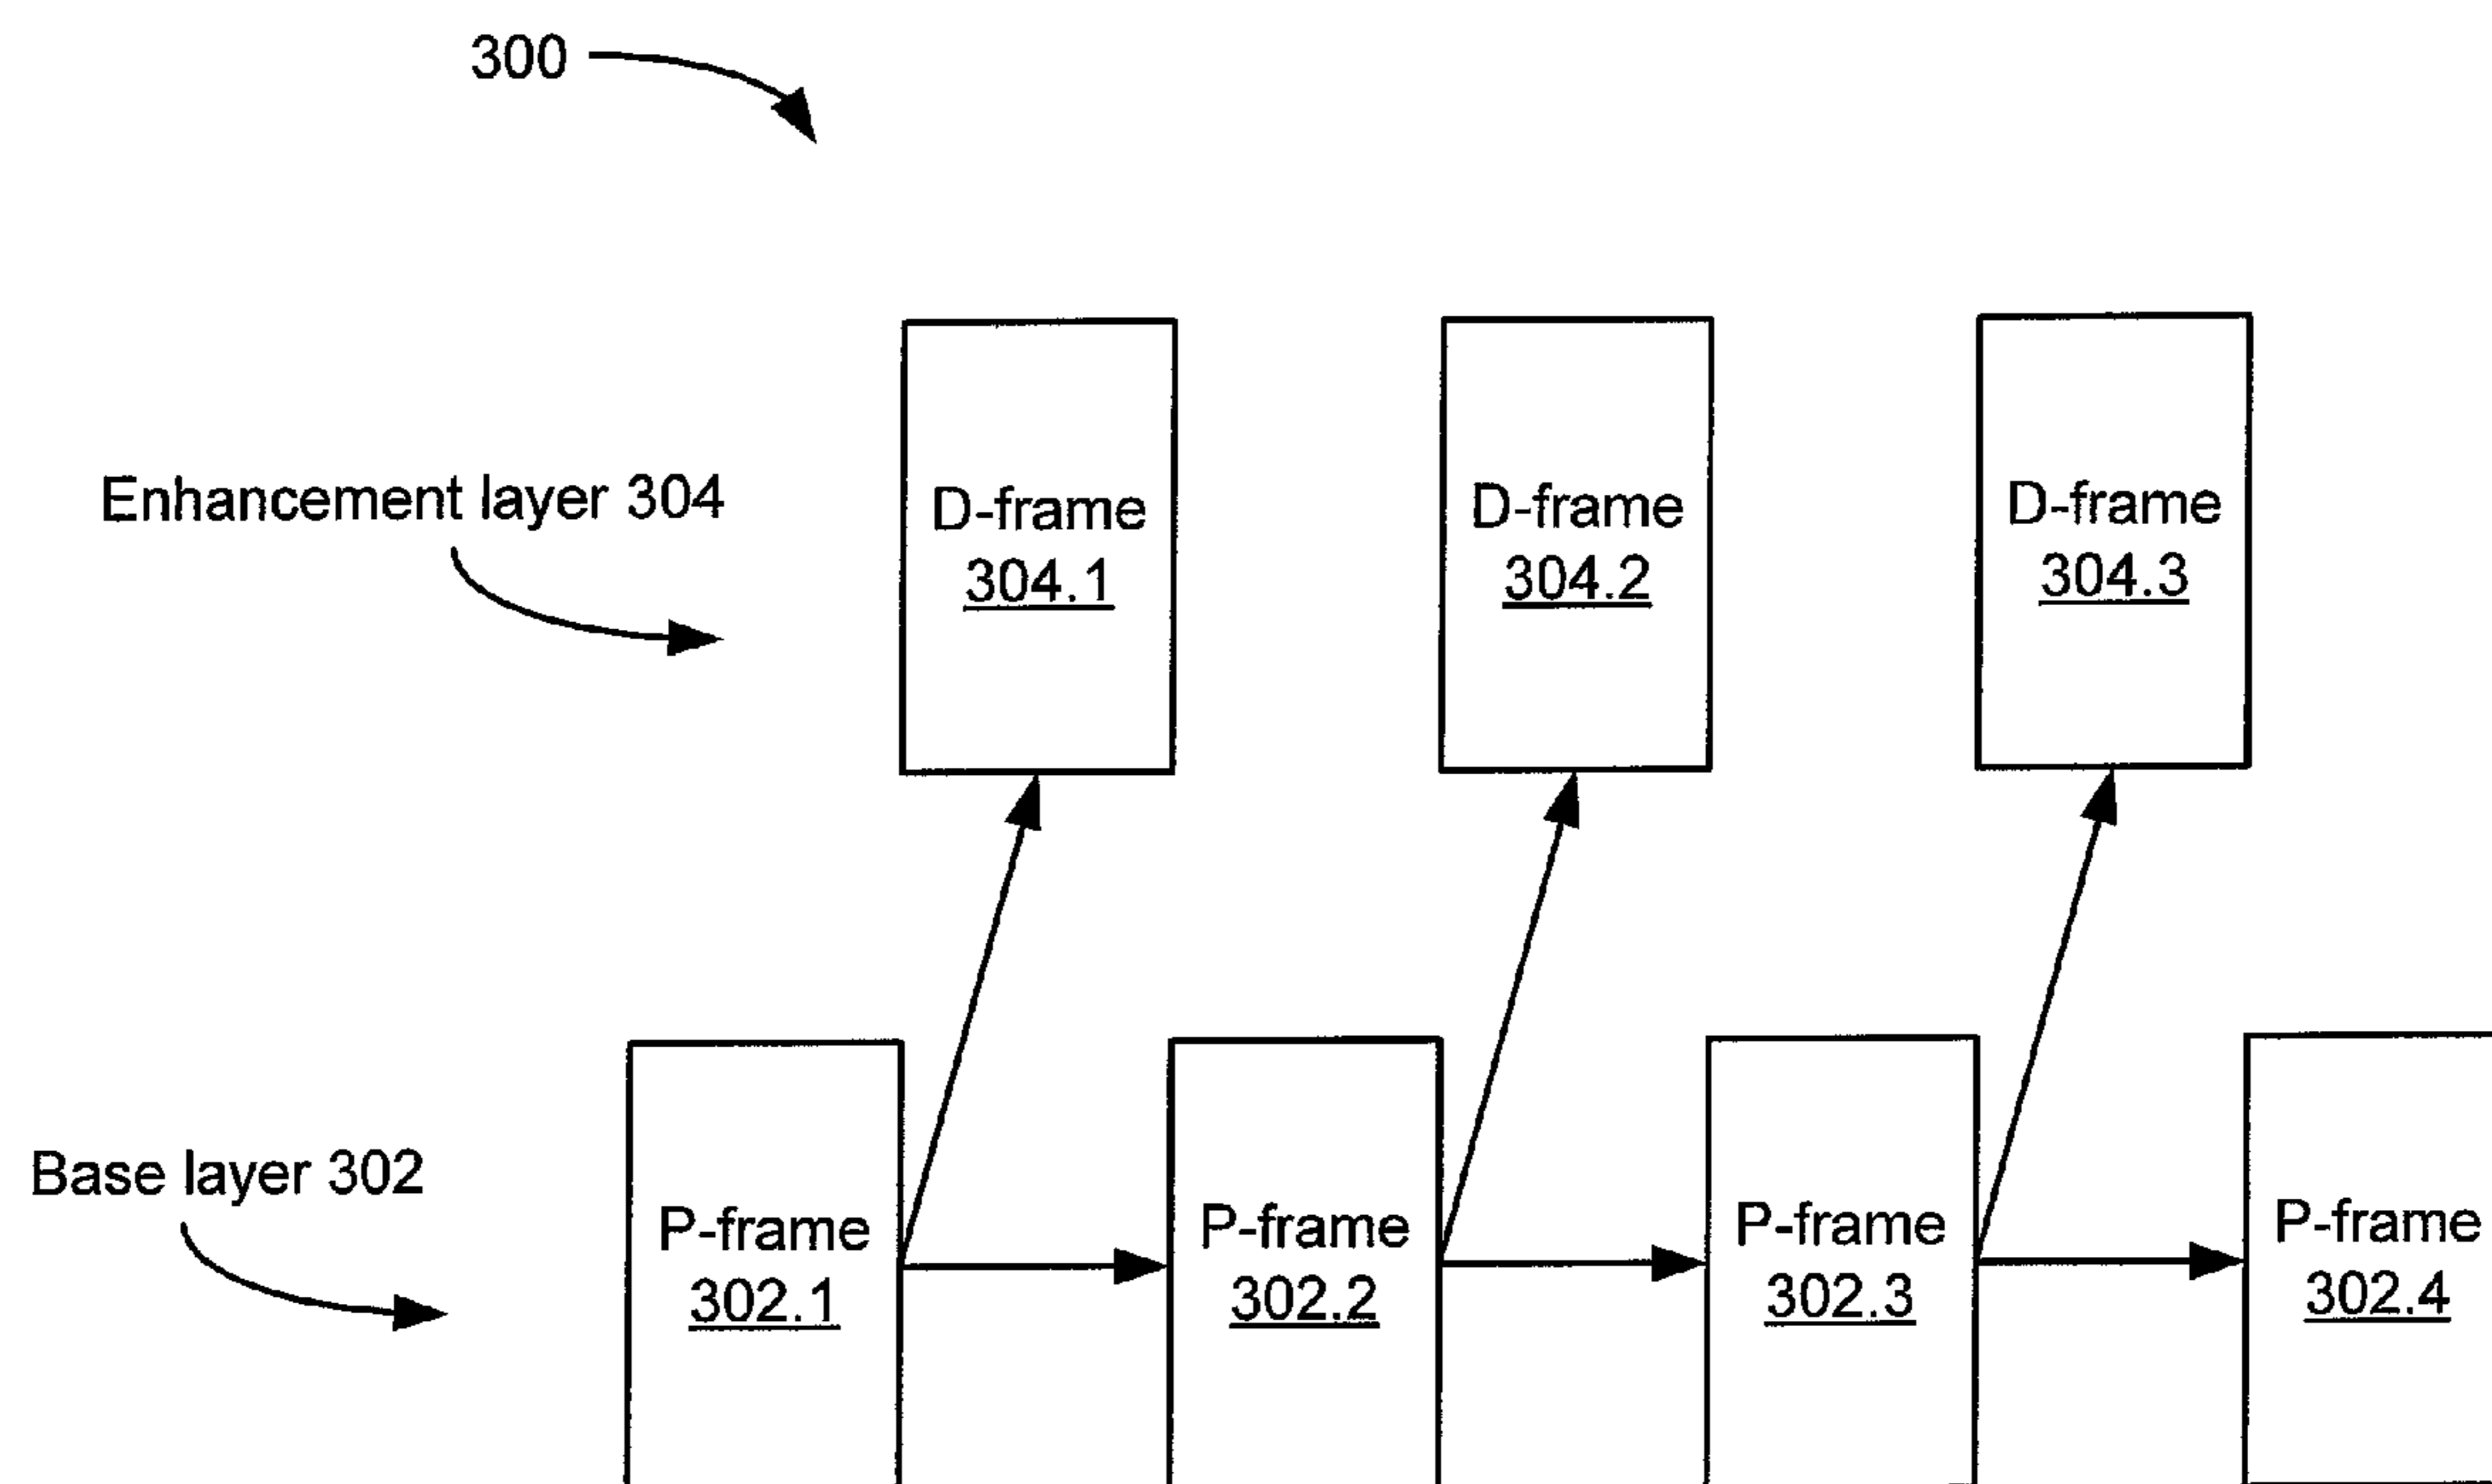 300
Enhancement layer 304
D-frame
304.1
D-frame
304.2
D-frame
304.3
Base layer 302
P-frame
302.1
P-frame
302.2
P-frame
302.3
P-frame
302.4